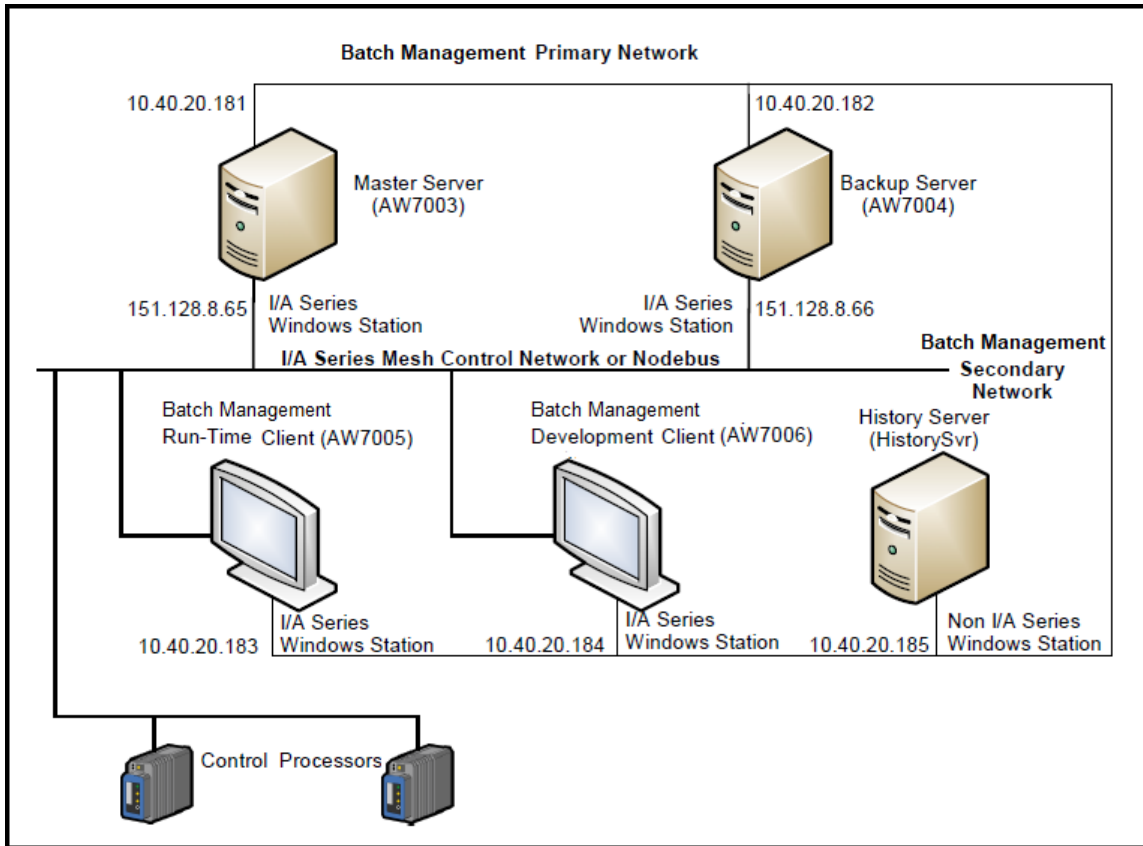 Batch Management Primary Network
10.40.20.181
10.40.20.182
Master Server
(AW7003)
Backup Server
(AW7004)
151.128.8.65
I/A Series
Windows Station
I/A Series
Windows Station
151.128.8.66
I/A Series Mesh Control Network or Nodebus
Batch Management
Secondary
Network
Batch Management
Run-Time Client (AW7005)
Batch Management
Development Client (AW7006)
History Server
(HistorySvr)
10.40.20.183
I/A Series
Windows Station
10.40.20.184
I/A Series
Windows Station
10.40.20.185
Non I/A Series
Windows Station
Control Processors